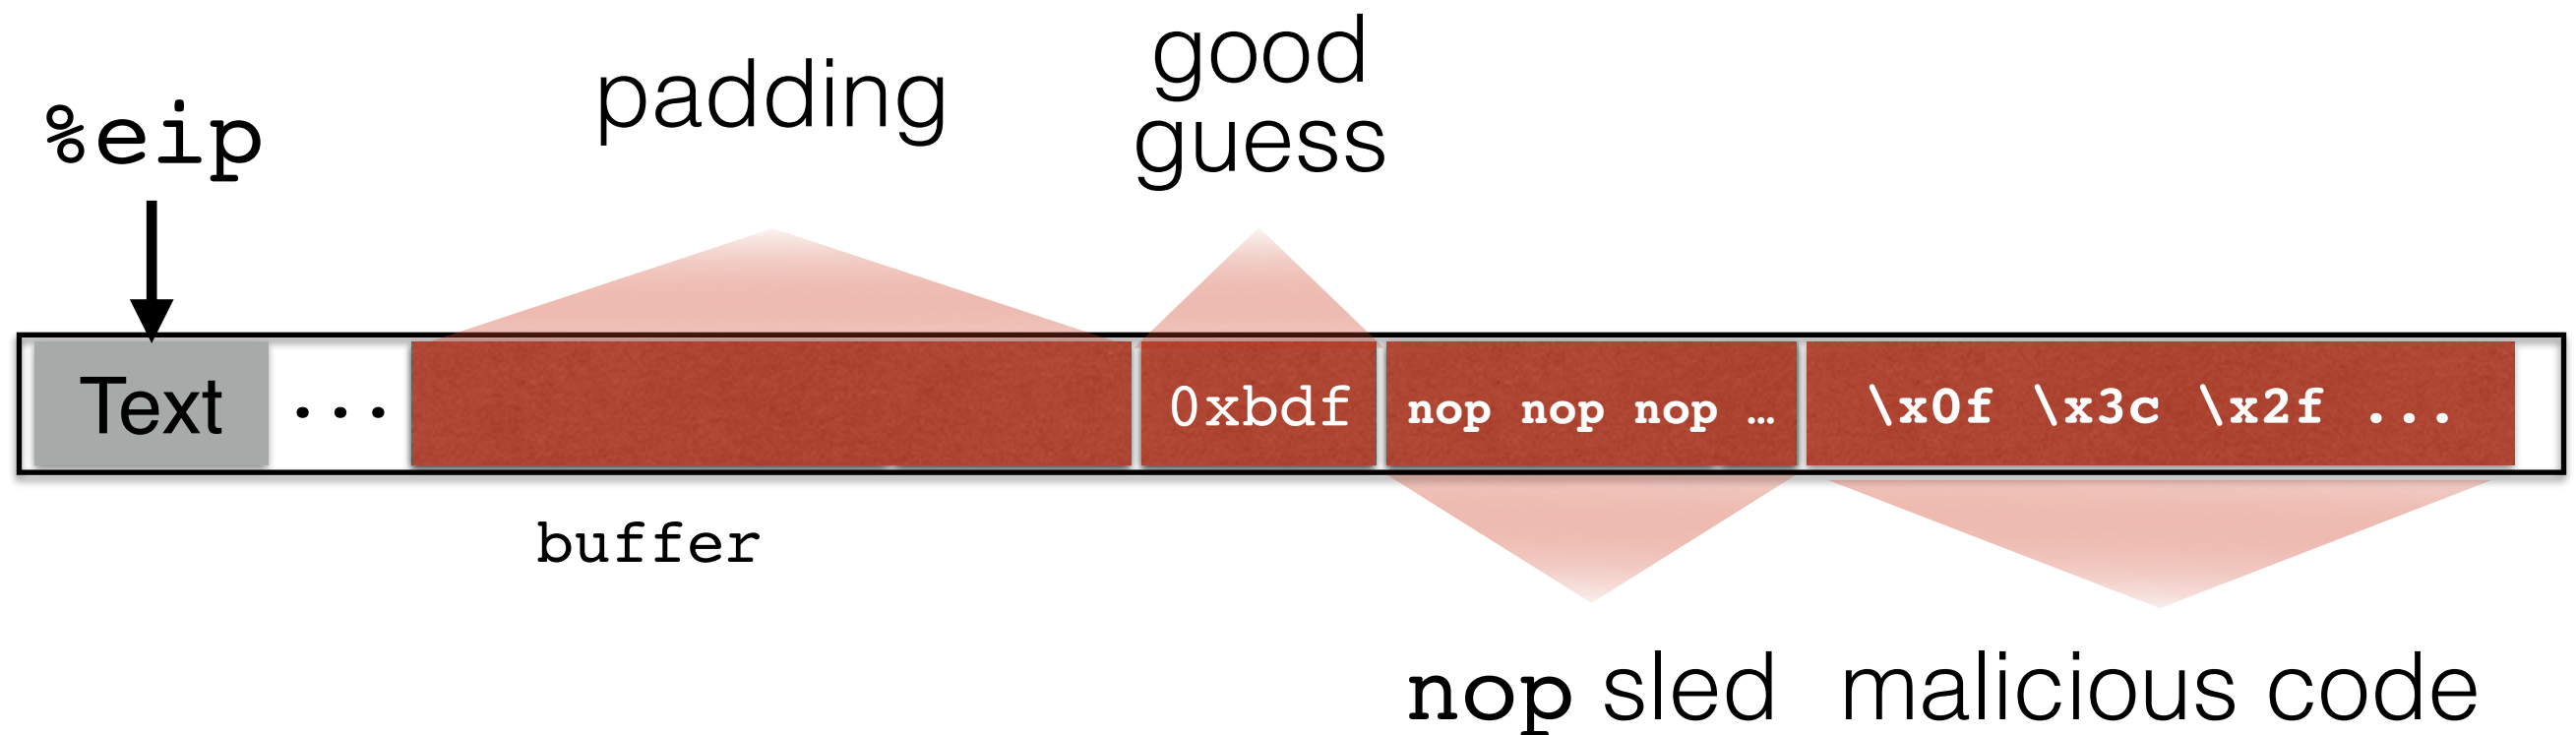 padding
good
guess
%eip
Text ... 0xbdf nop nop nop … \x0f \x3c \x2f ...
buffer
nop sled malicious code